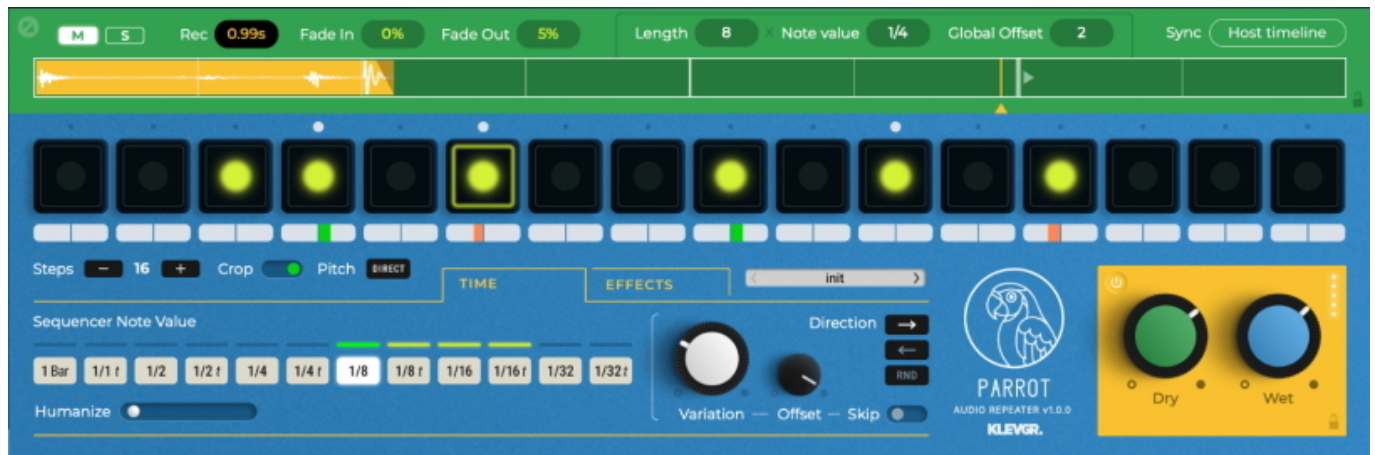 M S Rec 0.99s Fade In 0% Fade Out 5% Length 8 × Note value 1/4 Global Offset 2 Sync Host timeline
Steps − 16 + Crop Pitch DIRECT
TIME EFFECTS < init >
Sequencer Note Value
1 Bar 1/1 t 1/2 1/2 t 1/4 1/4 t 1/8 1/8 t 1/16 1/16 t 1/32 1/32 t
Humanize
Direction →
←
RND
Variation — Offset — Skip
PARROT
AUDIO REPEATER v1.0.0
KLEVGR.
Dry Wet